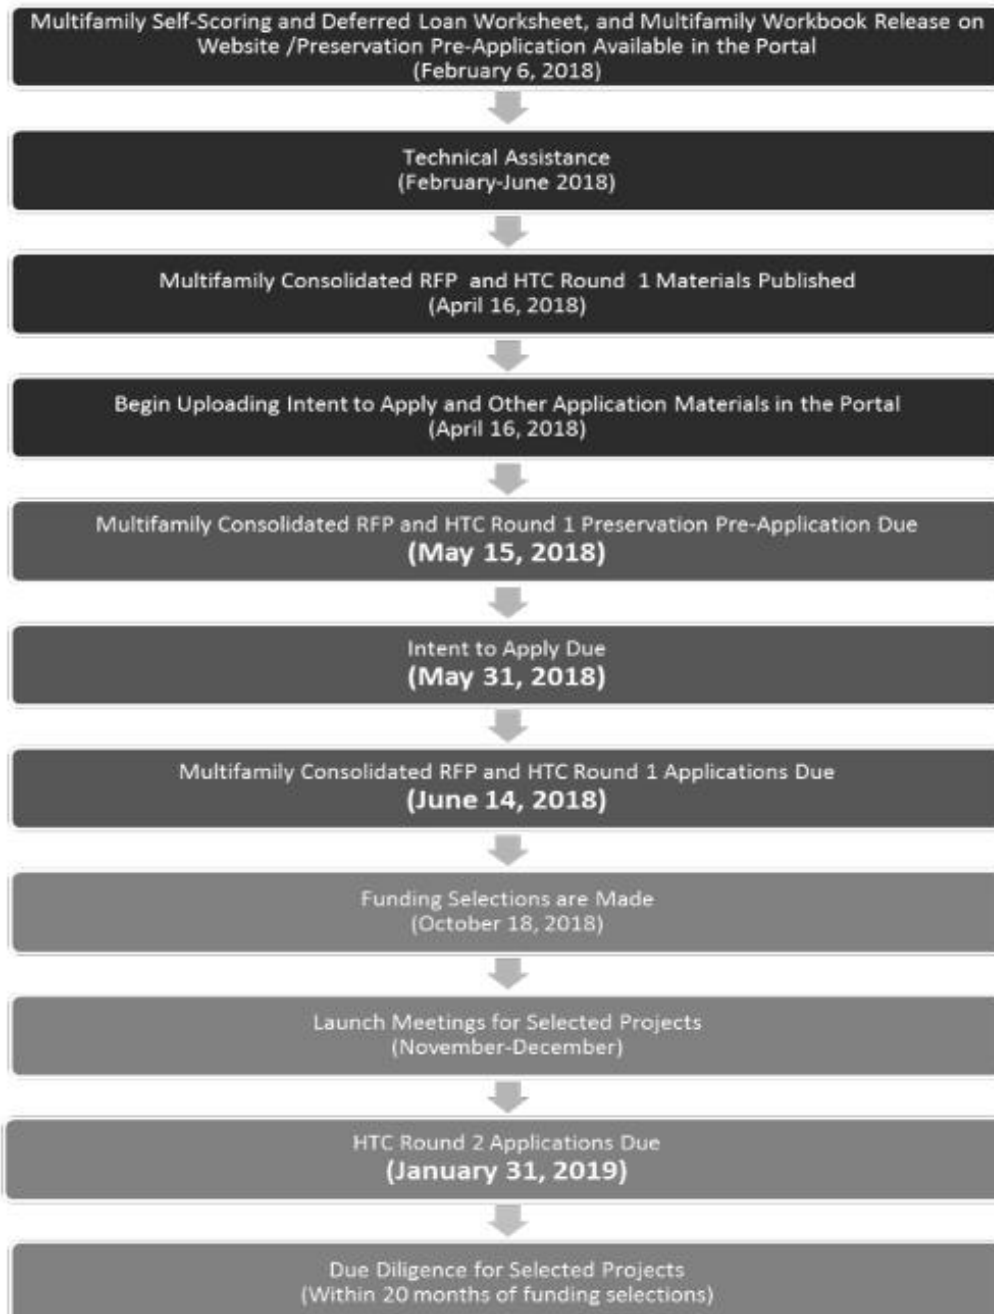 Multifamily Self-Scoring and Deferred Loan Worksheet, and Multifamily Workbook Release on
Website /Preservation Pre-Application Available in the Portal
(February 6, 2018)
Technical Assistance
(February-June 2018)
Multifamily Consolidated RFP and HTC Round 1 Materials Published
(April 16, 2018)
Begin Uploading Intent to Apply and Other Application Materials in the Portal
(April 16, 2018)
Multifamily Consolidated RFP and HTC Round 1 Preservation Pre-Application Due
(May 15, 2018)
Intent to Apply Due
(May 31, 2018)
Multifamily Consolidated RFP and HTC Round 1 Applications Due
(June 14, 2018)
Funding Selections are Made
(October 18, 2018)
Launch Meetings for Selected Projects
(November-December)
HTC Round 2 Applications Due
(January 31, 2019)
Due Diligence for Selected Projects
(Within 20 months of funding selections)